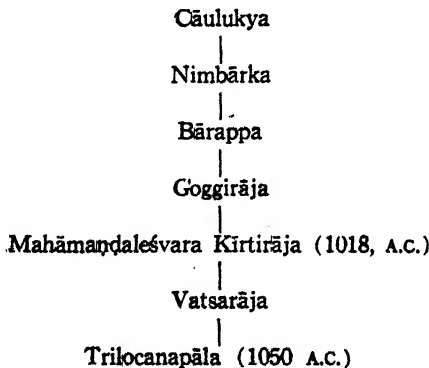 Cāulukya
Nimbārka
Bārappa
Goggirāja
Mahāmaṇḍaleśvara Kīrtirāja (1018, A.C.)
Vatsarāja
Trilocanapāla (1050 A.C.)